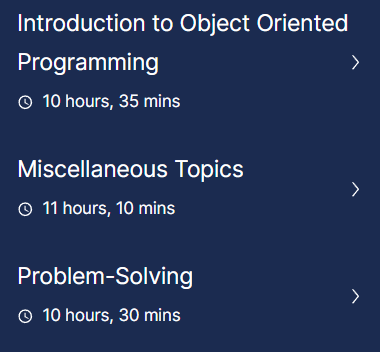 Introduction to Object Oriented
Programming
10 hours, 35 mins
Miscellaneous Topics
11 hours, 10 mins
Problem-Solving
10 hours, 30 mins